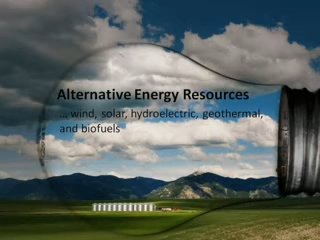 Alternative Energy Resources
… wind, solar, hydroelectric, geothermal,
and biofuels